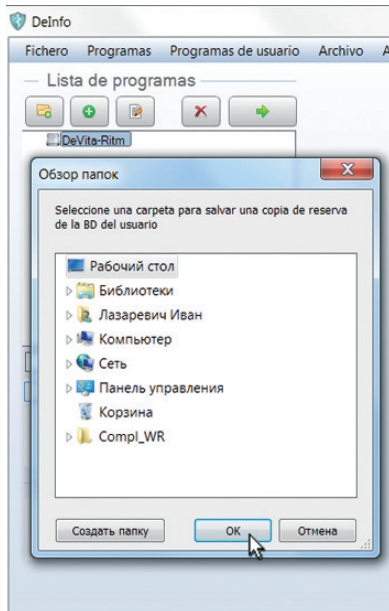 DeInfo
Fichero Programas Programas de usuario Archivo A
Lista de programas
DeVita-Ritm
Обзор папок
Seleccione una carpeta para salvar una copia de reserva
de la BD del usuario
Рабочий стол
Библиотеки
Лазаревич Иван
Компьютер
Сеть
Панель управления
Корзина
Compl_WR
Создать папку OK Отмена